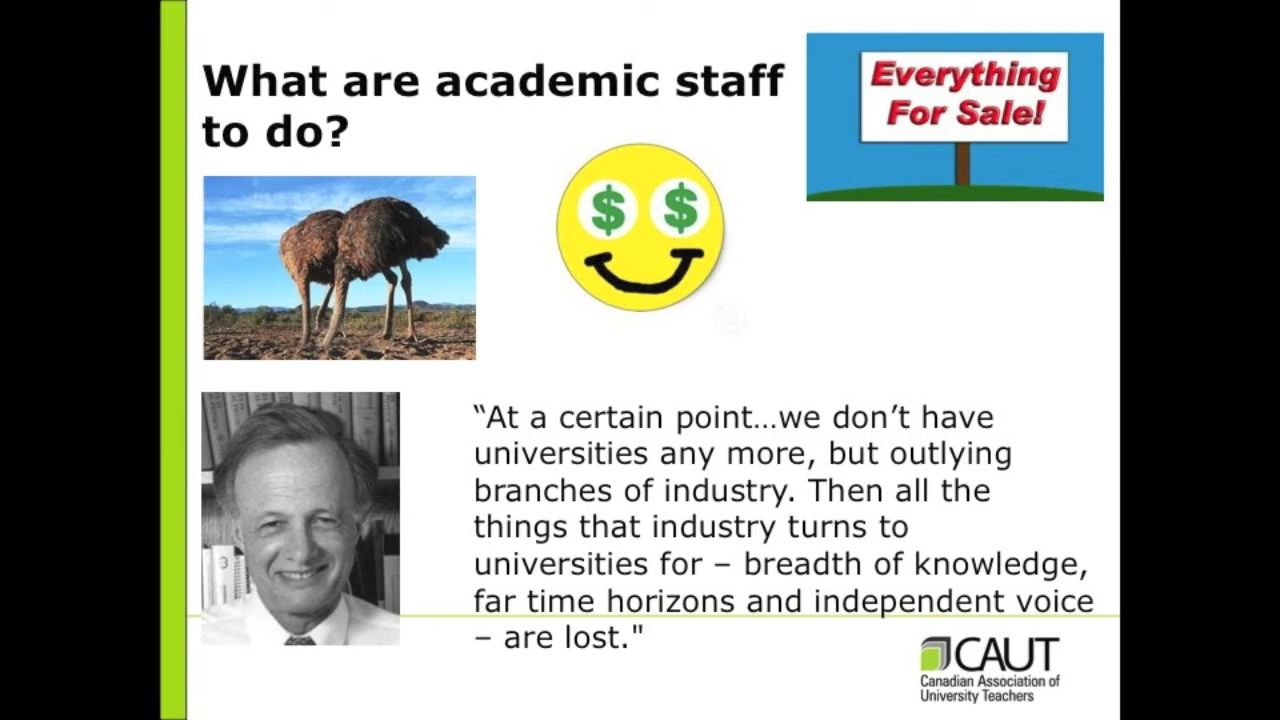 What are academic staff
to do?
Everything
For Sale!
$ $
“At a certain point…we don’t have
universities any more, but outlying
branches of industry. Then all the
things that industry turns to
universities for – breadth of knowledge,
far time horizons and independent voice
– are lost."
3
CAUT
Canadian Association of
University Teachers